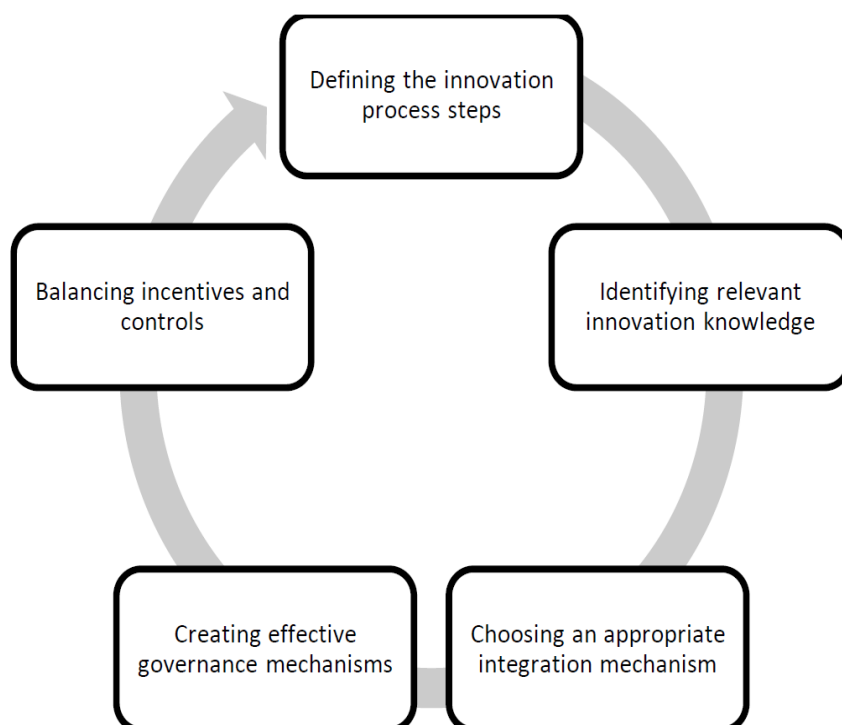 Defining the innovation
process steps
Identifying relevant
innovation knowledge
Choosing an appropriate
integration mechanism
Creating effective
governance mechanisms
Balancing incentives and
controls